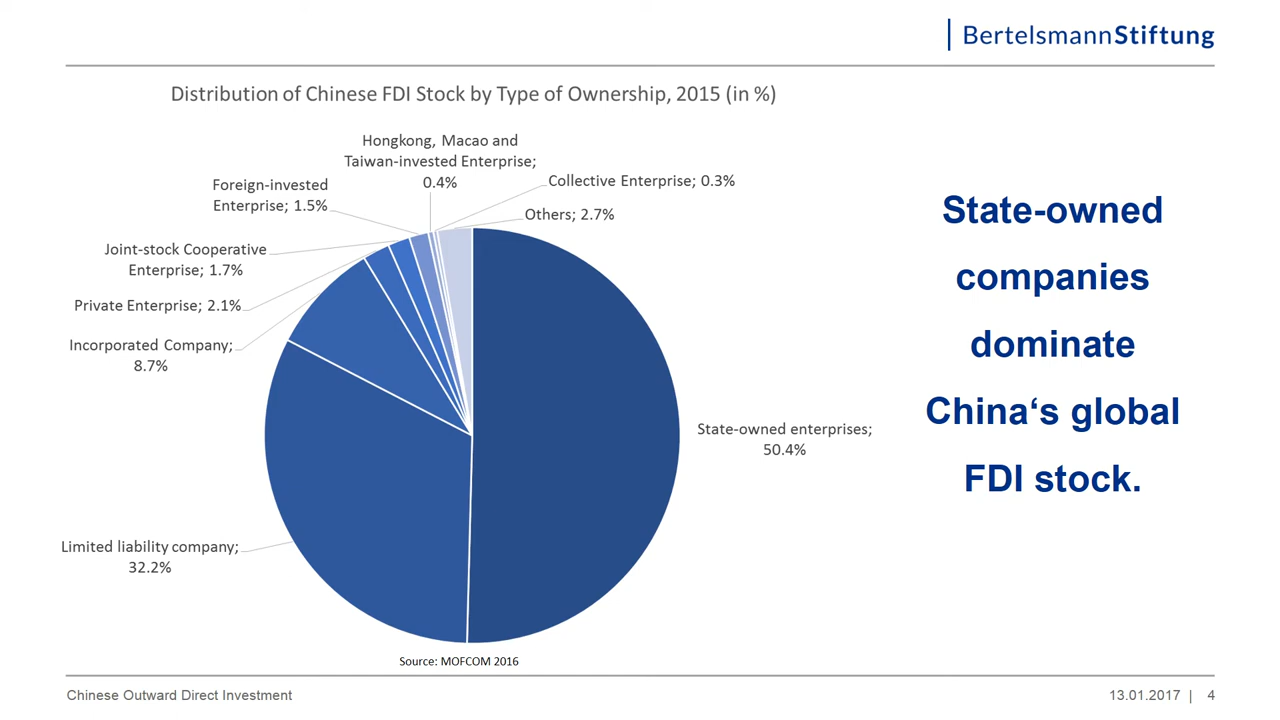 BertelsmannStiftung
Distribution of Chinese FDI Stock by Type of Ownership, 2015 (in %)
Hongkong, Macao and
Taiwan-invested Enterprise;
0.4%
Collective Enterprise; 0.3%
Foreign-invested
Enterprise; 1.5%
Others; 2.7%
Joint-stock Cooperative
Enterprise; 1.7%
Private Enterprise; 2.1%
Incorporated Company;
8.7%
State-owned enterprises;
50.4%
Limited liability company;
32.2%
Source: MOFCOM 2016
State-owned
companies
dominate
China‘s global
FDI stock.
Chinese Outward Direct Investment
13.01.2017 | 4